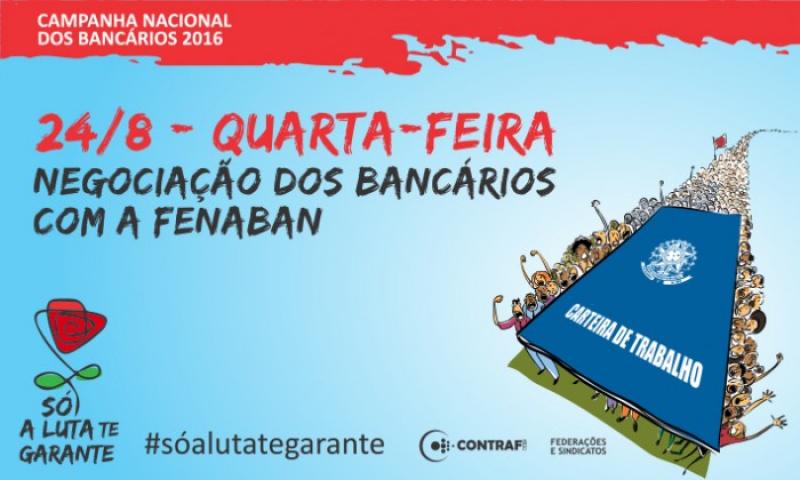 CAMPANHA NACIONAL
DOS BANCÁRIOS 2016
24/8 - QUARTA-FEIRA
NEGOCIAÇÃO DOS BANCÁRIOS
COM A FENABAN
CARTEIRA DE TRABALHO
SÓ
A LUTA TE
GARANTE
#sóalutategarante
CONTRAF
FEDERAÇÕES
E SINDICATOS